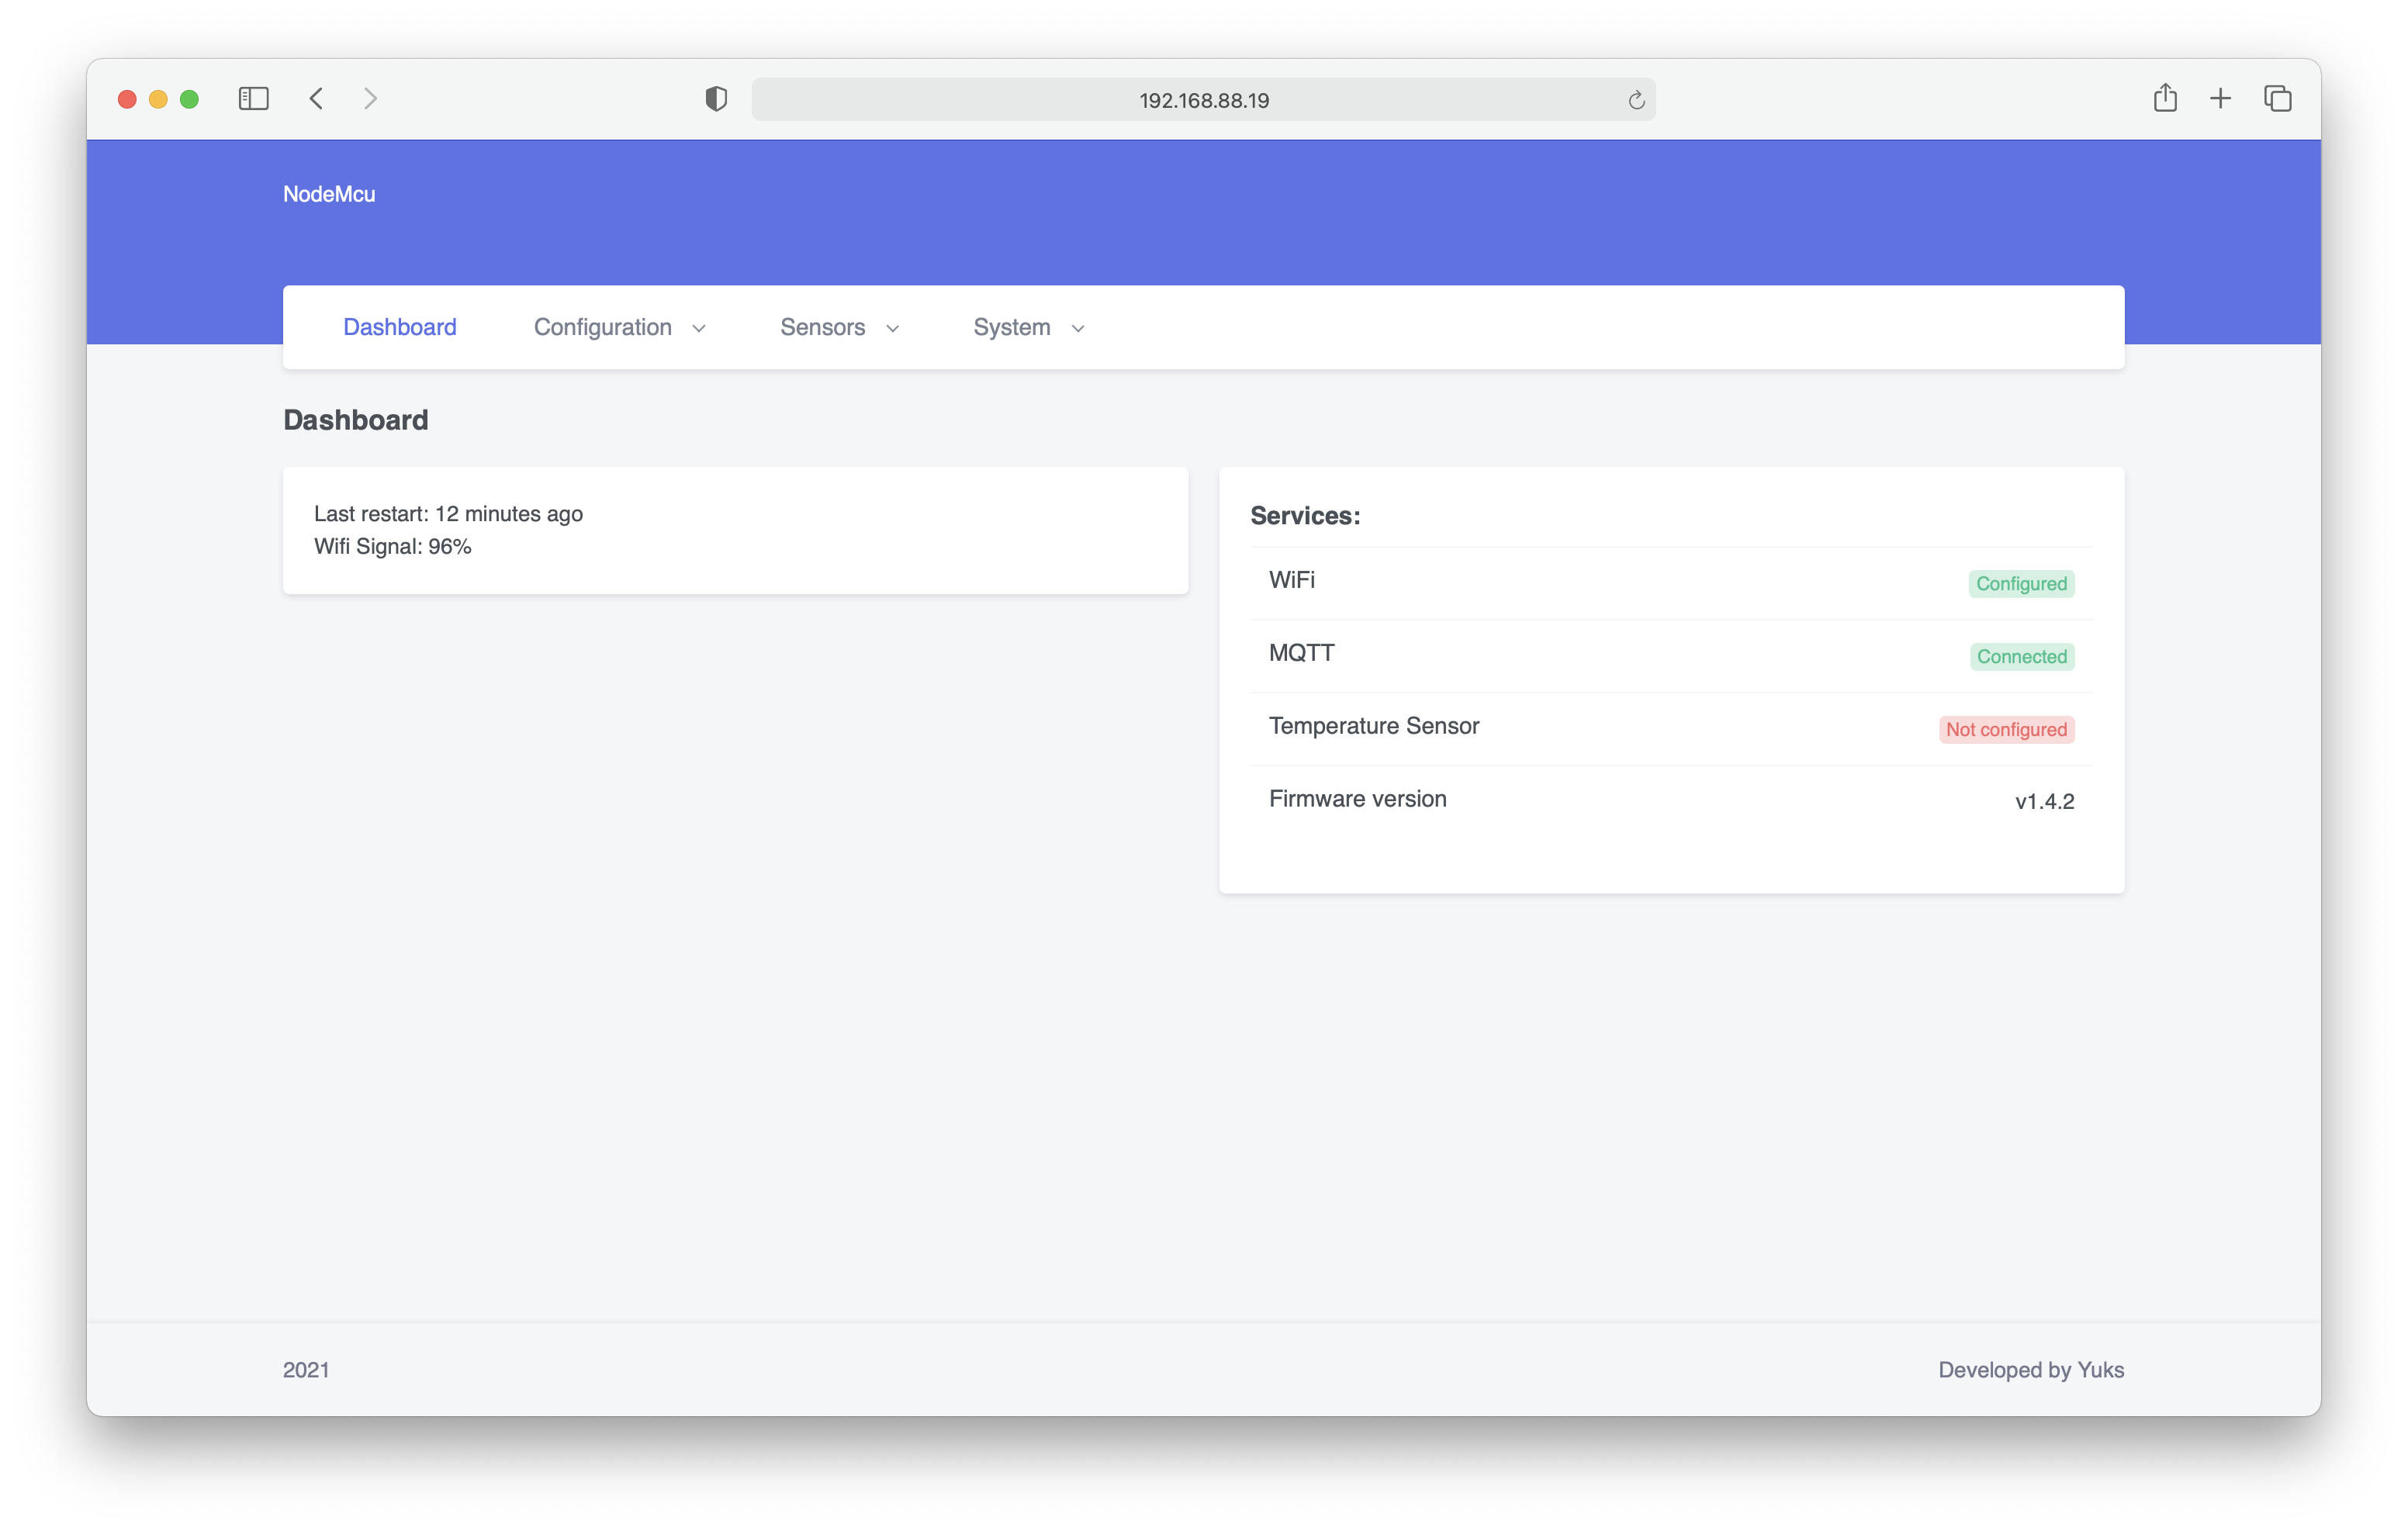 192.168.88.19
NodeMcu
Dashboard Configuration Sensors System
Dashboard
Last restart: 12 minutes ago
Wifi Signal: 96%
Services:
WiFi Configured
MQTT Connected
Temperature Sensor Not configured
Firmware version v1.4.2
2021 Developed by Yuks